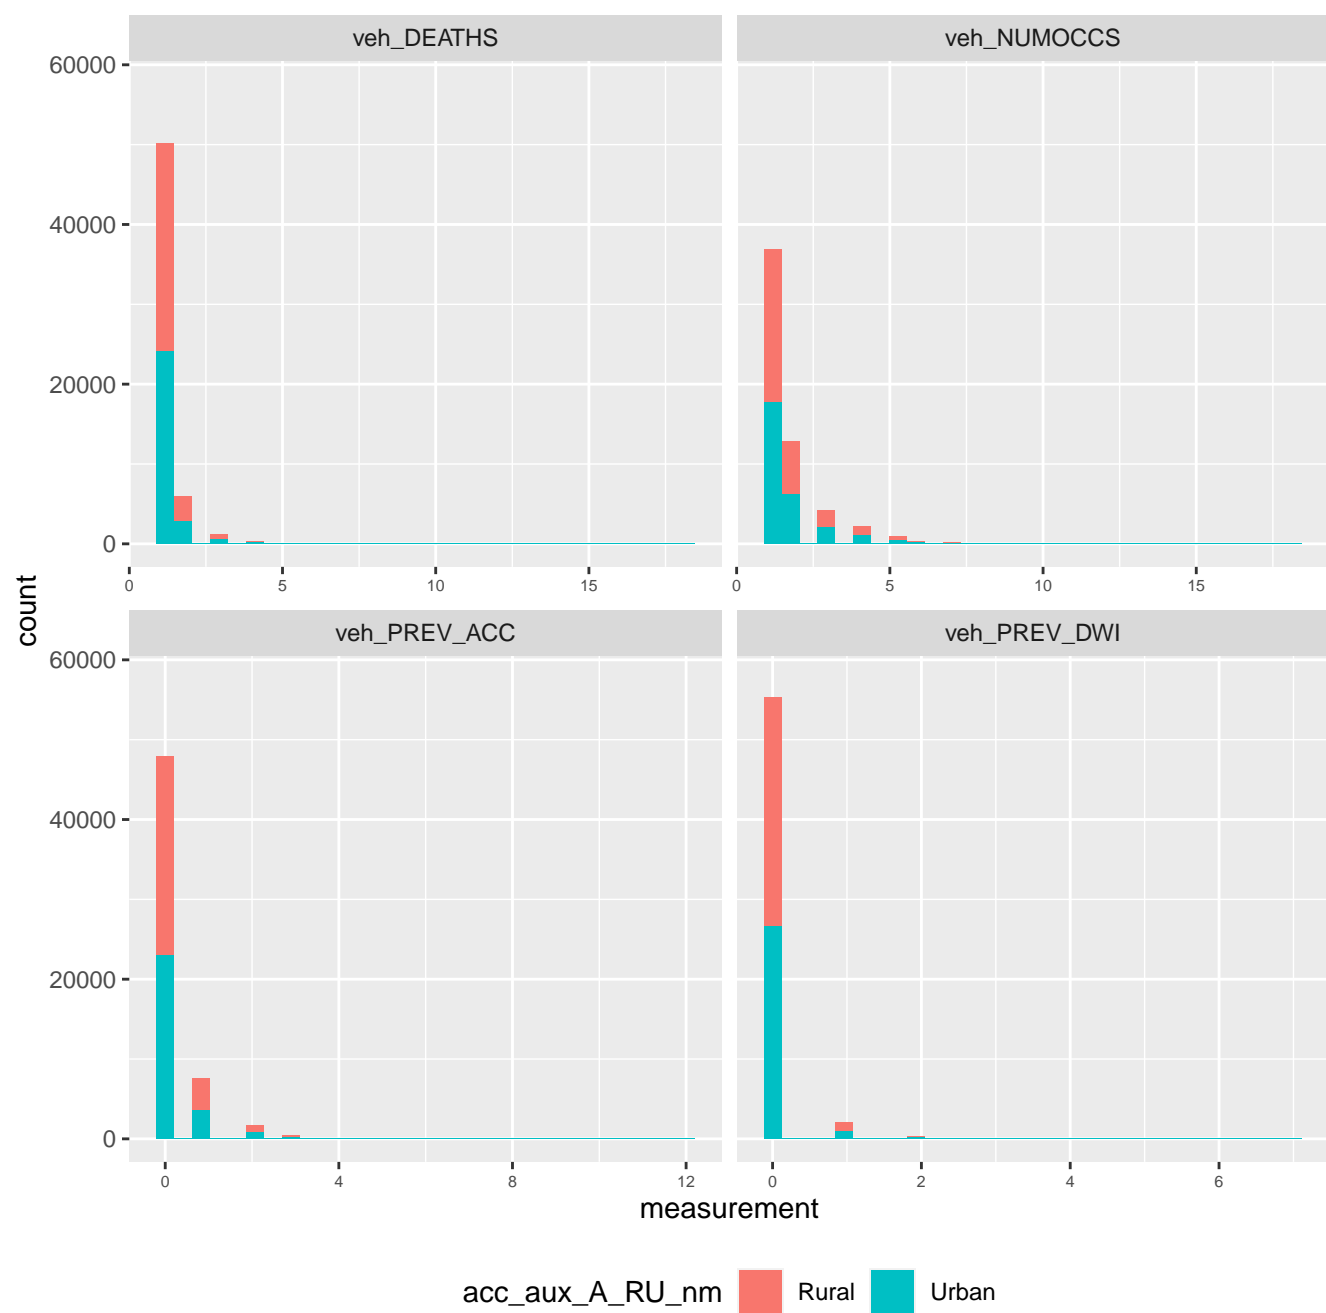 veh_DEATHS veh_NUMOCCS
60000
40000
20000
0
0 5 10 15 0 5 10 15
count
veh_PREV_ACC veh_PREV_DWI
60000
40000
20000
0
0 4 8 12 0 2 4 6
measurement
acc_aux_A_RU_nm Rural Urban